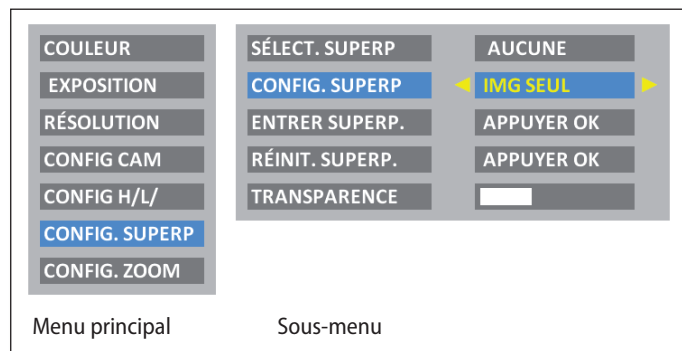 COULEUR
EXPOSITION
RÉSOLUTION
CONFIG CAM
CONFIG H/L/
CONFIG. SUPERP
CONFIG. ZOOM
Menu principal
SÉLECT. SUPERP AUCUNE
CONFIG. SUPERP IMG SEUL
ENTRER SUPERP. APPUYER OK
RÉINIT. SUPERP. APPUYER OK
TRANSPARENCE
Sous-menu